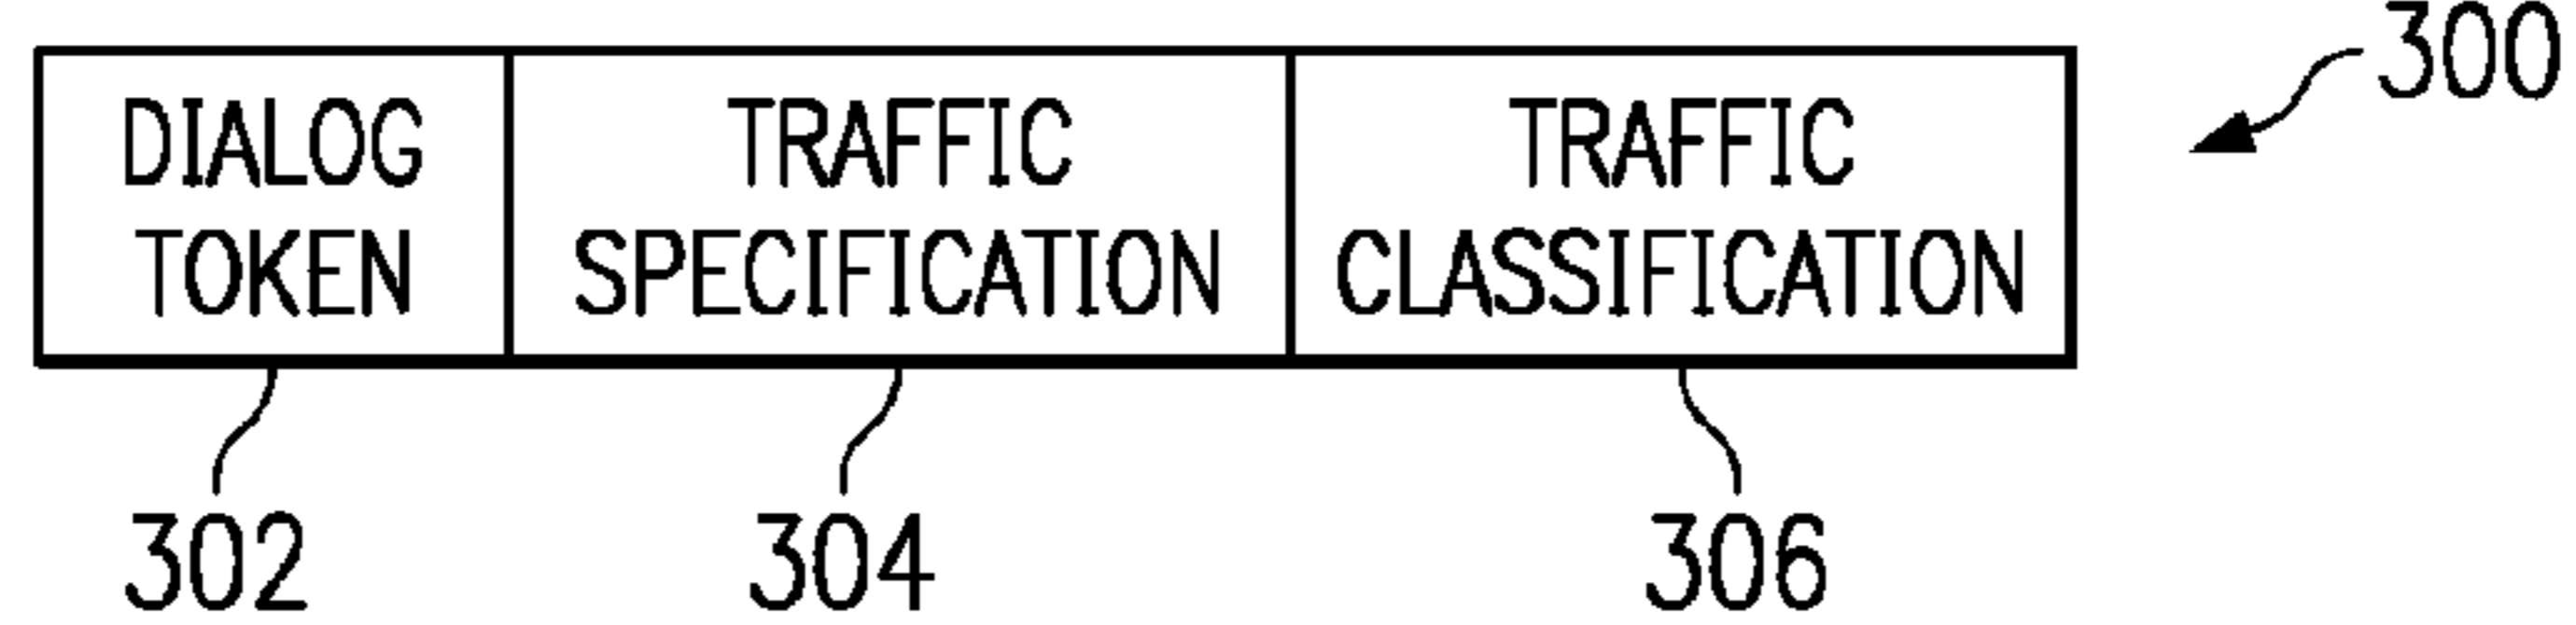 300
DIALOG
TOKEN
TRAFFIC
SPECIFICATION
TRAFFIC
CLASSIFICATION
302
304
306